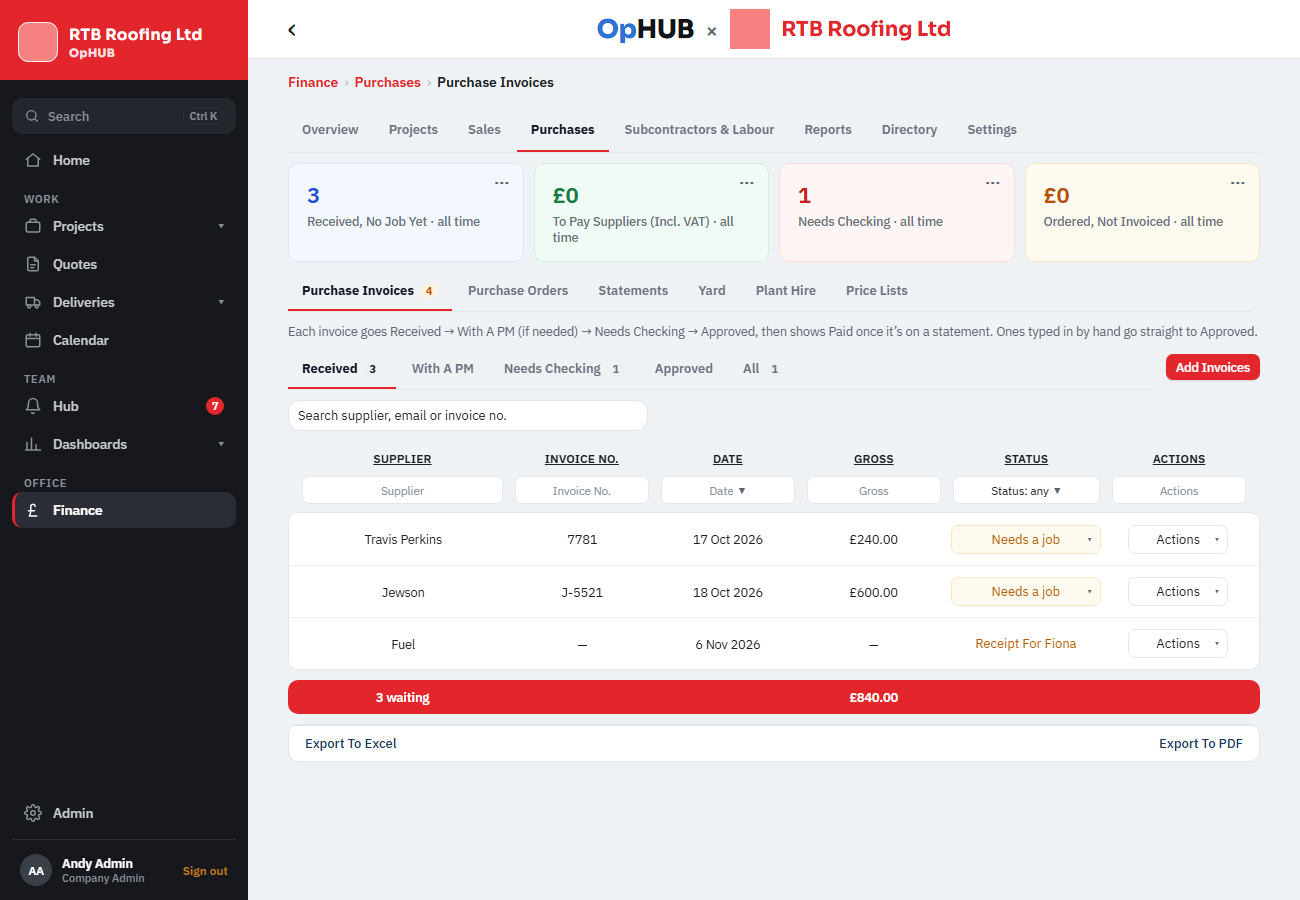 RTB Roofing Ltd
OpHUB
Search Ctrl K
Home
WORK
Projects
Quotes
Deliveries
Calendar
TEAM
Hub 7
Dashboards
OFFICE
£ Finance
Admin
AA Andy Admin
Company Admin
Sign out
OpHUB × RTB Roofing Ltd
Finance › Purchases › Purchase Invoices
Overview Projects Sales Purchases Subcontractors & Labour Reports Directory Settings
3
Received, No Job Yet · all time
£0
To Pay Suppliers (Incl. VAT) · all
time
1
Needs Checking · all time
£0
Ordered, Not Invoiced · all time
Purchase Invoices 4 Purchase Orders Statements Yard Plant Hire Price Lists
Each invoice goes Received → With A PM (if needed) → Needs Checking → Approved, then shows Paid once it's on a statement. Ones typed in by hand go straight to Approved.
Received 3 With A PM Needs Checking 1 Approved All 1 Add Invoices
Search supplier, email or invoice no.
SUPPLIER INVOICE NO. DATE GROSS STATUS ACTIONS
Supplier Invoice No. Date ▼ Gross Status: any ▼ Actions
Travis Perkins 7781 17 Oct 2026 £240.00 Needs a job Actions
Jewson J-5521 18 Oct 2026 £600.00 Needs a job Actions
Fuel — 6 Nov 2026 — Receipt For Fiona Actions
3 waiting £840.00
Export To Excel Export To PDF